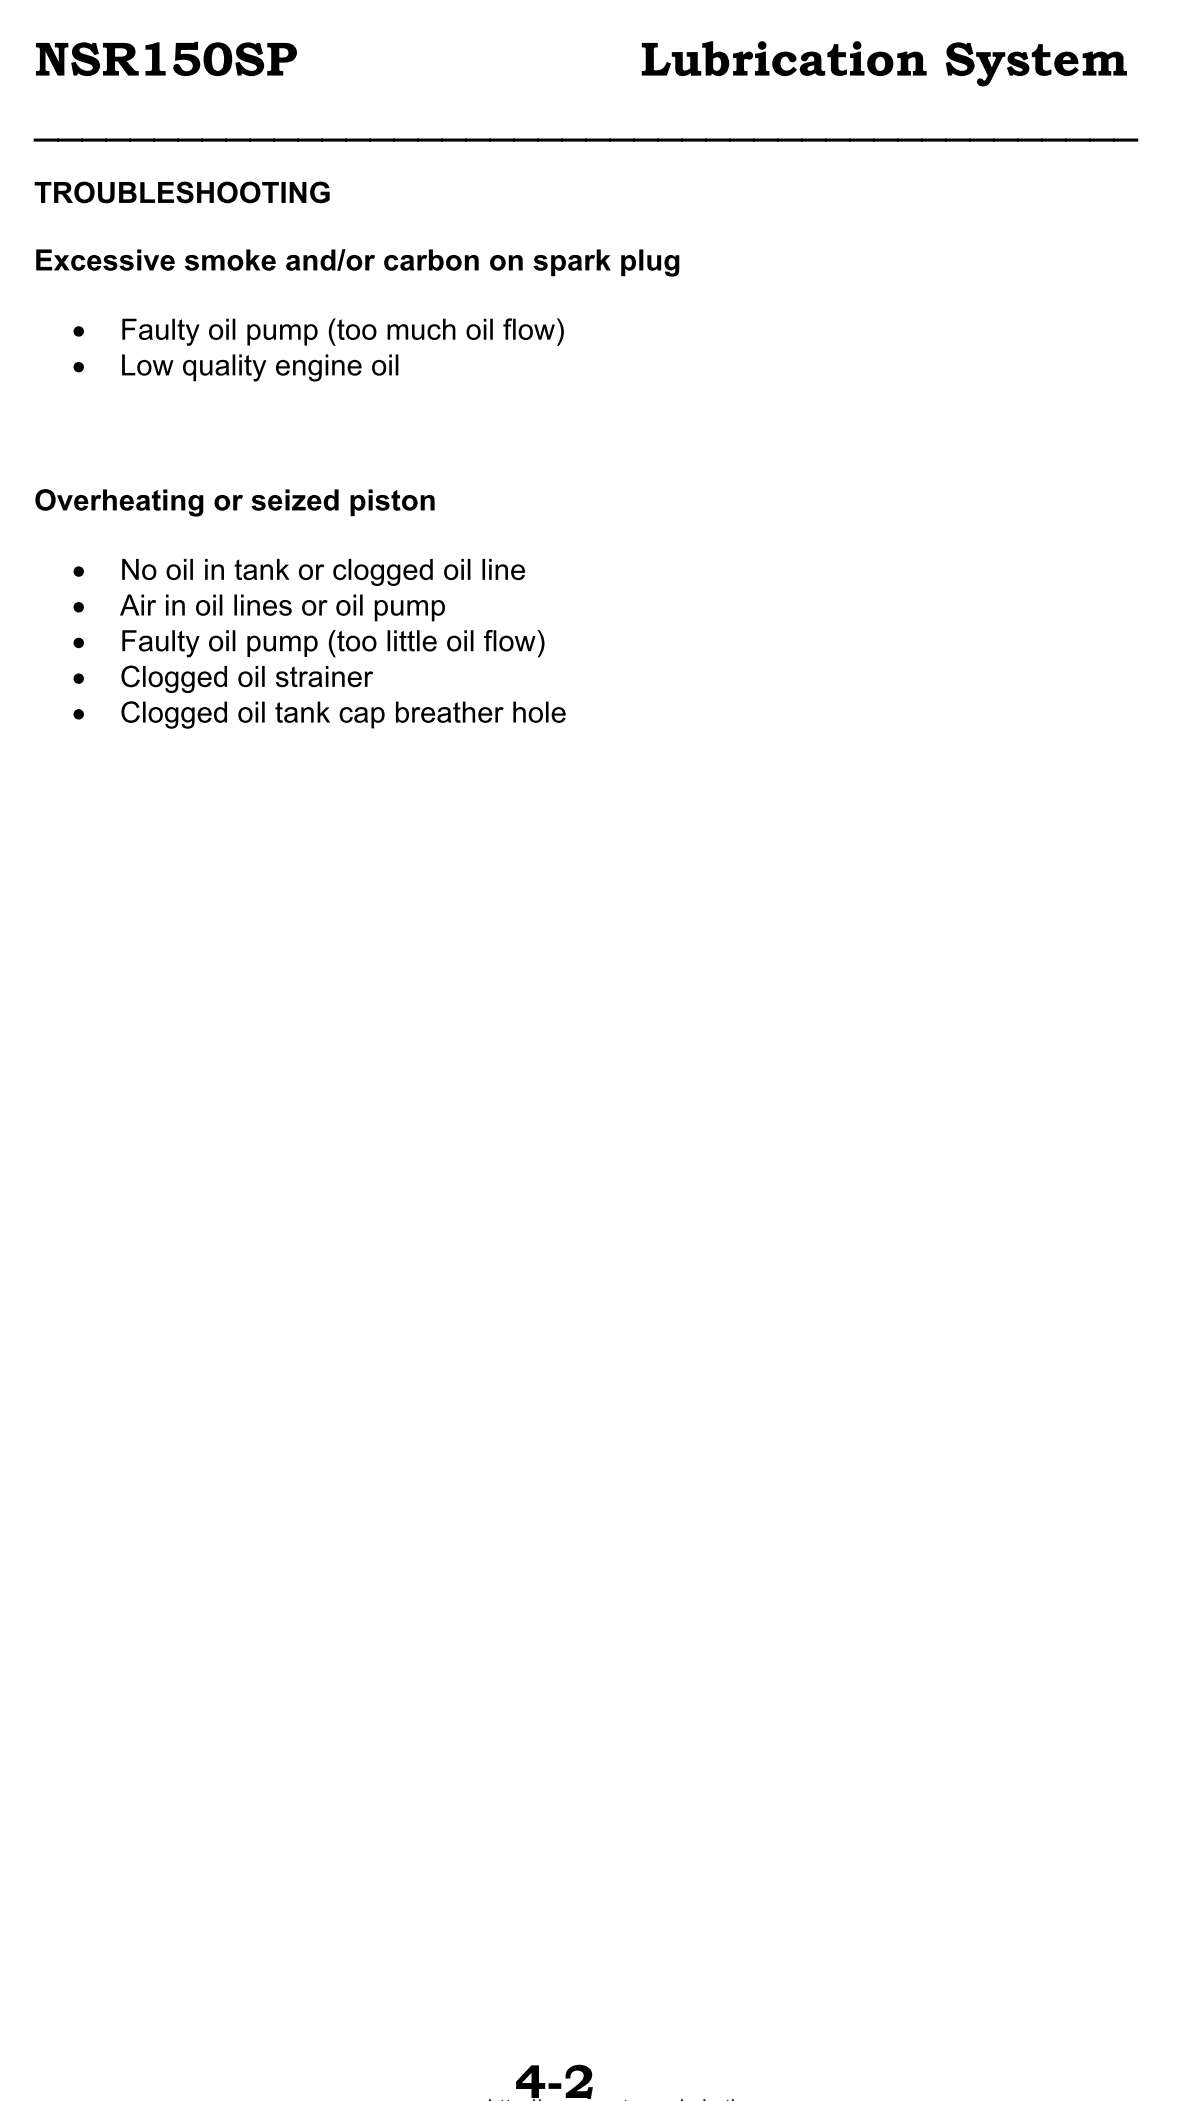 NSR150SP Lubrication System
TROUBLESHOOTING
Excessive smoke and/or carbon on spark plug
• Faulty oil pump (too much oil flow)
• Low quality engine oil
Overheating or seized piston
• No oil in tank or clogged oil line
• Air in oil lines or oil pump
• Faulty oil pump (too little oil flow)
• Clogged oil strainer
• Clogged oil tank cap breather hole
4-2